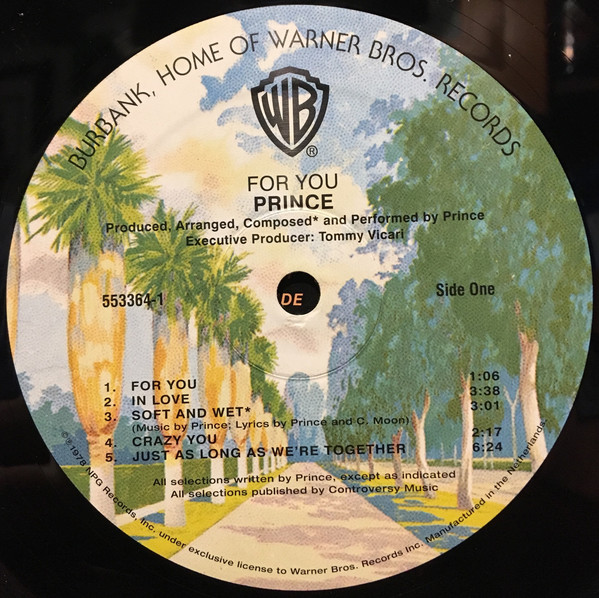 BURBANK, HOME OF WARNER BROS. RECORDS
WB
®
FOR YOU
PRINCE
Produced, Arranged, Composed* and Performed by Prince
Executive Producer: Tommy Vicari
553364-1
DE
Side One
1. FOR YOU 1:06
2. IN LOVE 3:38
3. SOFT AND WET* 3:01
(Music by Prince; Lyrics by Prince and C. Moon)
4. CRAZY YOU 2:17
5. JUST AS LONG AS WE'RE TOGETHER 6:24
All selections written by Prince, except as indicated
All selections published by Controversy Music
1978 NPG Records, Inc. under exclusive license to Warner Bros. Records Inc. Manufactured in the Netherlands.